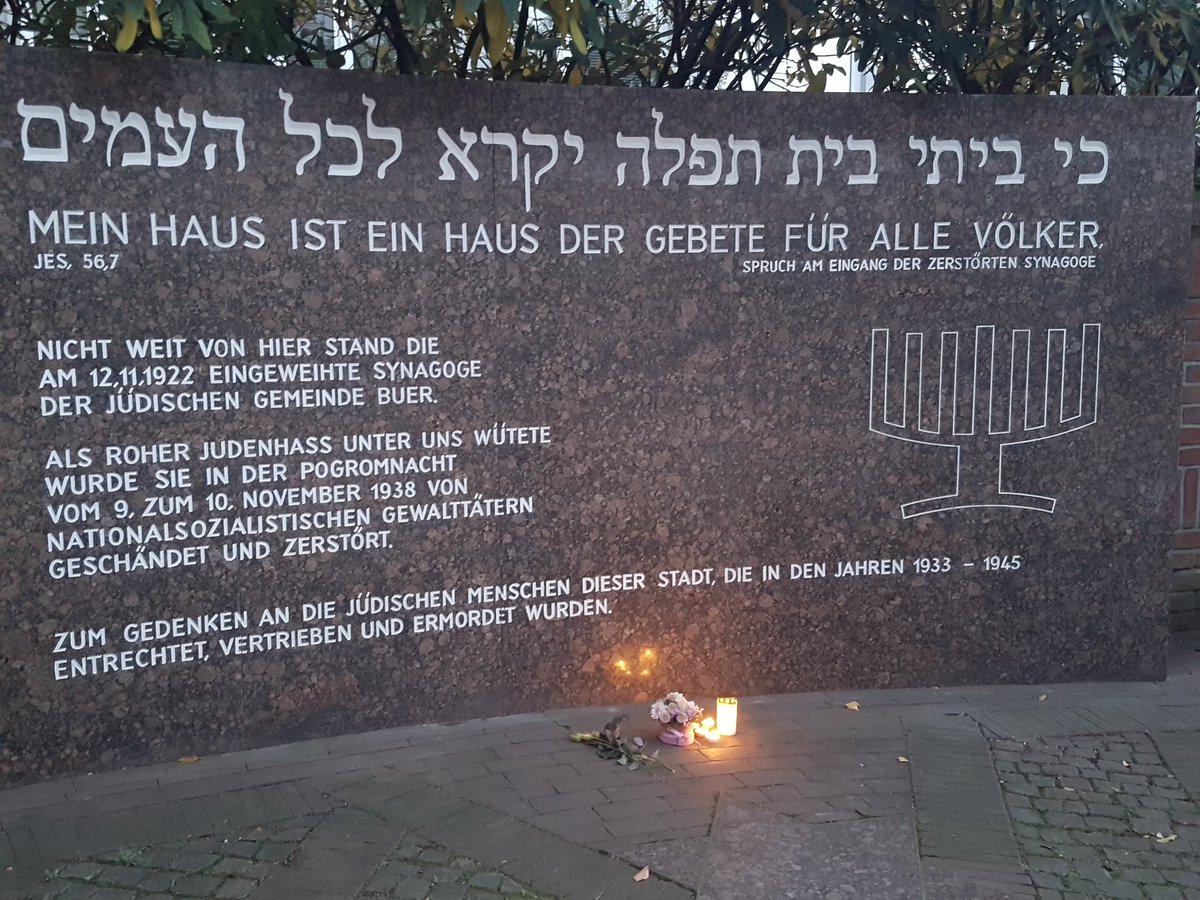 כי ביתי בית תפלה יקרא לכל העמים
MEIN HAUS IST EIN HAUS DER GEBETE FÜR ALLE VÖLKER.
JES, 56,7
SPRUCH AM EINGANG DER ZERSTÖRTEN SYNAGOGE
NICHT WEIT VON HIER STAND DIE
AM 12.11.1922 EINGEWEIHTE SYNAGOGE
DER JÜDISCHEN GEMEINDE BUER.
ALS ROHER JUDENHASS UNTER UNS WÜTETE
WURDE SIE IN DER POGROMNACHT
VOM 9. ZUM 10. NOVEMBER 1938 VON
NATIONALSOZIALISTISCHEN GEWALTTÄTERN
GESCHÄNDET UND ZERSTÖRT.
ZUM GEDENKEN AN DIE JÜDISCHEN MENSCHEN DIESER STADT, DIE IN DEN JAHREN 1933 – 1945
ENTRECHTET, VERTRIEBEN UND ERMORDET WURDEN.